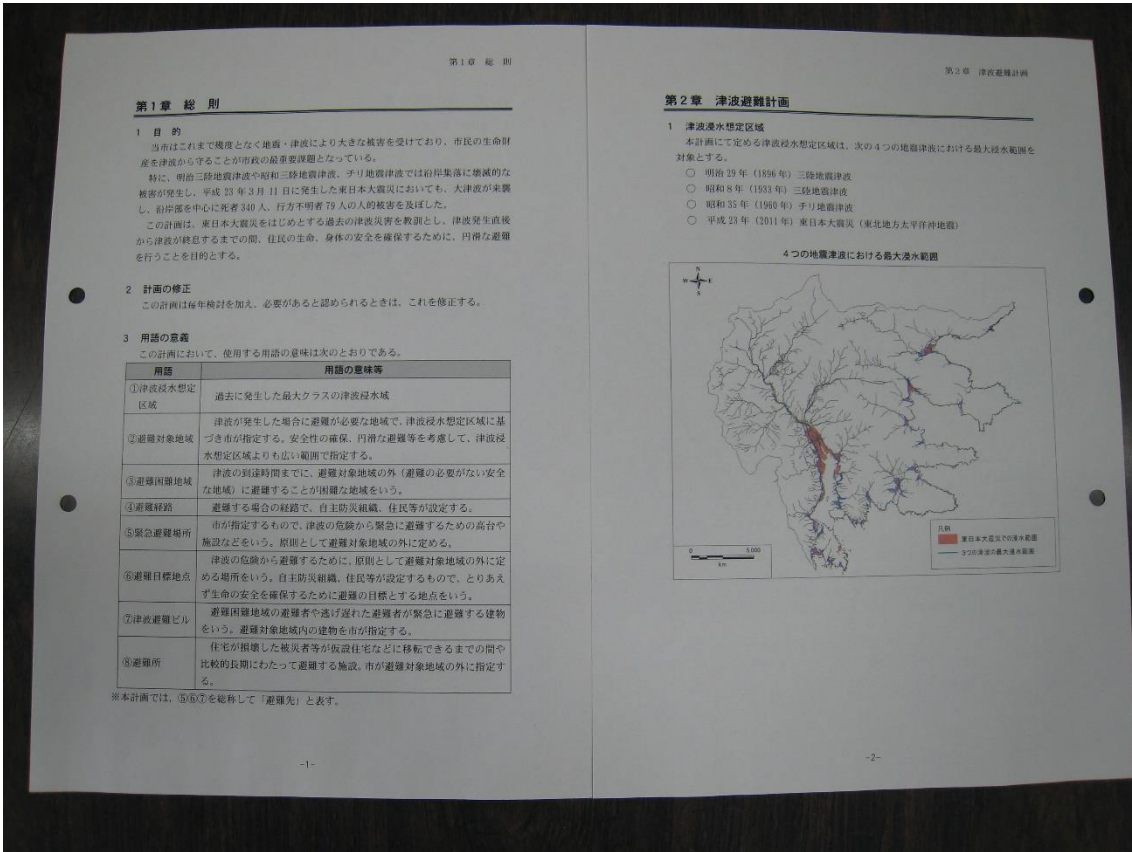 第1章 総 則
第1章 総 則
1 目 的
当市はこれまで幾度となく地震・津波により大きな被害を受けており、市民の生命財
産を津波から守ることが市政の最重要課題となっている。
特に、明治三陸地震津波や昭和三陸地震津波、チリ地震津波では沿岸集落に壊滅的な
被害が発生し、平成 23 年 3 月 11 日に発生した東日本大震災においても、大津波が来襲
し、沿岸部を中心に死者 340 人、行方不明者 79 人の人的被害を及ぼした。
この計画は、東日本大震災をはじめとする過去の津波災害を教訓とし、津波発生直後
から津波が終息するまでの間、住民の生命、身体の安全を確保するために、円滑な避難
を行うことを目的とする。
2 計画の修正
この計画は毎年検討を加え、必要があると認められるときは、これを修正する。
3 用語の意義
この計画において、使用する用語の意味は次のとおりである。
用語 用語の意味等
①津波浸水想定
区域
過去に発生した最大クラスの津波浸水域
②避難対象地域
津波が発生した場合に避難が必要な地域で、津波浸水想定区域に基
づき市が指定する。安全性の確保、円滑な避難等を考慮して、津波浸
水想定区域よりも広い範囲で指定する。
③避難困難地域
津波の到達時間までに、避難対象地域の外（避難の必要がない安全
な地域）に避難することが困難な地域をいう。
④避難経路 避難する場合の経路で、自主防災組織、住民等が設定する。
⑤緊急避難場所
市が指定するもので、津波の危険から緊急に避難するための高台や
施設などをいう。原則として避難対象地域の外に定める。
⑥避難目標地点
津波の危険から避難するために、原則として避難対象地域の外に定
める場所をいう。自主防災組織、住民等が設定するもので、とりあえ
ず生命の安全を確保するために避難の目標とする地点をいう。
⑦津波避難ビル
避難困難地域の避難者や逃げ遅れた避難者が緊急に避難する建物
をいう。避難対象地域内の建物を市が指定する。
⑧避難所
住宅が損壊した被災者等が仮設住宅などに移転できるまでの間や
比較的長期にわたって避難する施設。市が避難対象地域の外に指定す
る。
※本計画では、⑤⑥⑦を総称して「避難先」と表す。
-1-
第2章 津波避難計画
第2章 津波避難計画
1 津波浸水想定区域
本計画にて定める津波浸水想定区域は、次の4つの地震津波における最大浸水範囲を
対象とする。
○ 明治 29 年（1896 年）三陸地震津波
○ 昭和 8 年（1933 年）三陸地震津波
○ 昭和 35 年（1960 年）チリ地震津波
○ 平成 23 年（2011 年）東日本大震災（東北地方太平洋沖地震）
4つの地震津波における最大浸水範囲
N
W E
S
0 5,000
km
凡例
東日本大震災での浸水範囲
3つの津波の最大浸水範囲
-2-